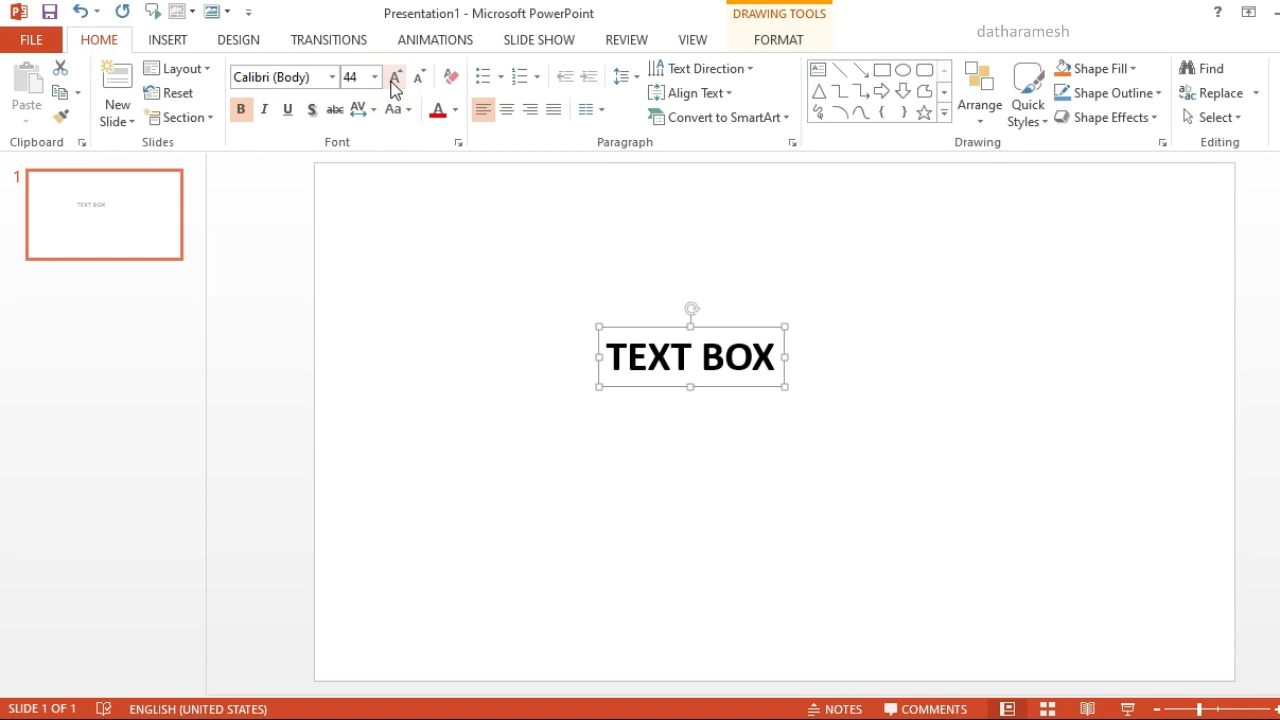 Presentation1 - Microsoft PowerPoint
DRAWING TOOLS
?
datharamesh
FILE HOME INSERT DESIGN TRANSITIONS ANIMATIONS SLIDE SHOW REVIEW VIEW FORMAT
Paste
Clipboard
New
Slide
Layout
Reset
Section
Slides
Calibri (Body) 44 A A
B I U S abc AV Aa A
Font
Text Direction
Align Text
Convert to SmartArt
Paragraph
Arrange
Quick
Styles
Shape Fill
Shape Outline
Shape Effects
Drawing
Find
Replace
Select
Editing
1
TEXT BOX
TEXT BOX
SLIDE 1 OF 1 ENGLISH (UNITED STATES) NOTES COMMENTS